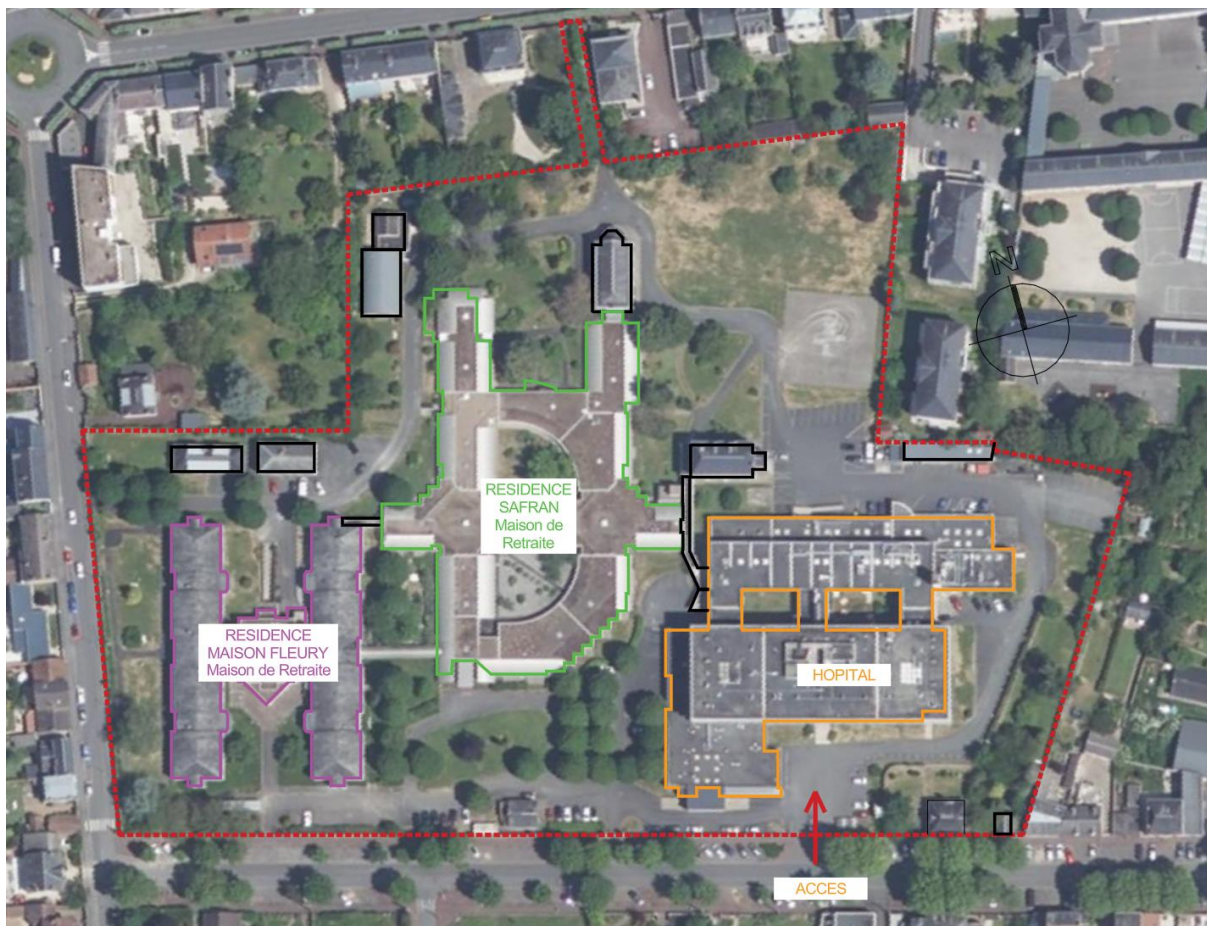 N
RESIDENCE
SAFRAN
Maison de
Retraite
RESIDENCE
MAISON FLEURY
Maison de Retraite
HOPITAL
ACCES